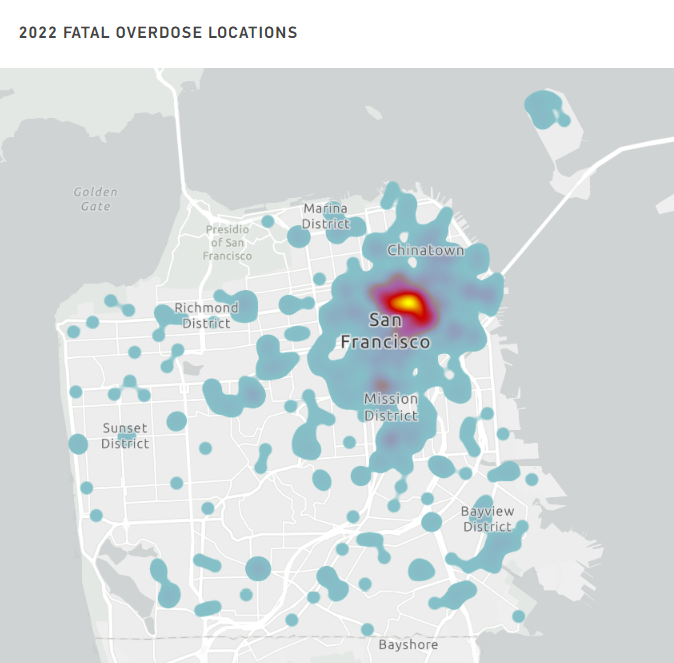 2022 FATAL OVERDOSE LOCATIONS
Golden
Gate
Marina
District
Presidio
of San
Francisco
Chinatown
Richmond
District
San
Francisco
Mission
District
Sunset
District
Bayview
District
Bayshore